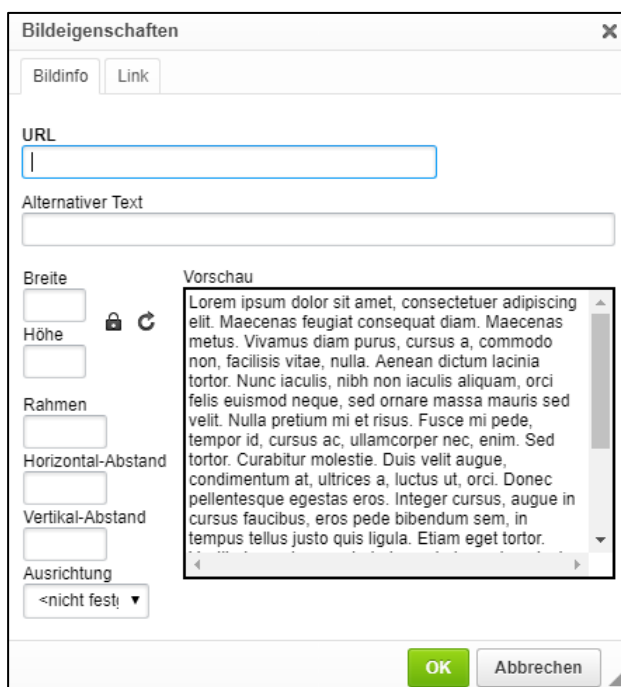 Bildeigenschaften
Bildinfo
Link
URL
Alternativer Text
Breite
Höhe
Rahmen
Horizontal-Abstand
Vertikal-Abstand
Ausrichtung
<nicht fest
Vorschau
Lorem ipsum dolor sit amet, consectetuer adipiscing
elit. Maecenas feugiat consequat diam. Maecenas
metus. Vivamus diam purus, cursus a, commodo
non, facilisis vitae, nulla. Aenean dictum lacinia
tortor. Nunc iaculis, nibh non iaculis aliquam, orci
felis euismod neque, sed ornare massa mauris sed
velit. Nulla pretium mi et risus. Fusce mi pede,
tempor id, cursus ac, ullamcorper nec, enim. Sed
tortor. Curabitur molestie. Duis velit augue,
condimentum at, ultrices a, luctus ut, orci. Donec
pellentesque egestas eros. Integer cursus, augue in
cursus faucibus, eros pede bibendum sem, in
tempus tellus justo quis ligula. Etiam eget tortor.
OK
Abbrechen